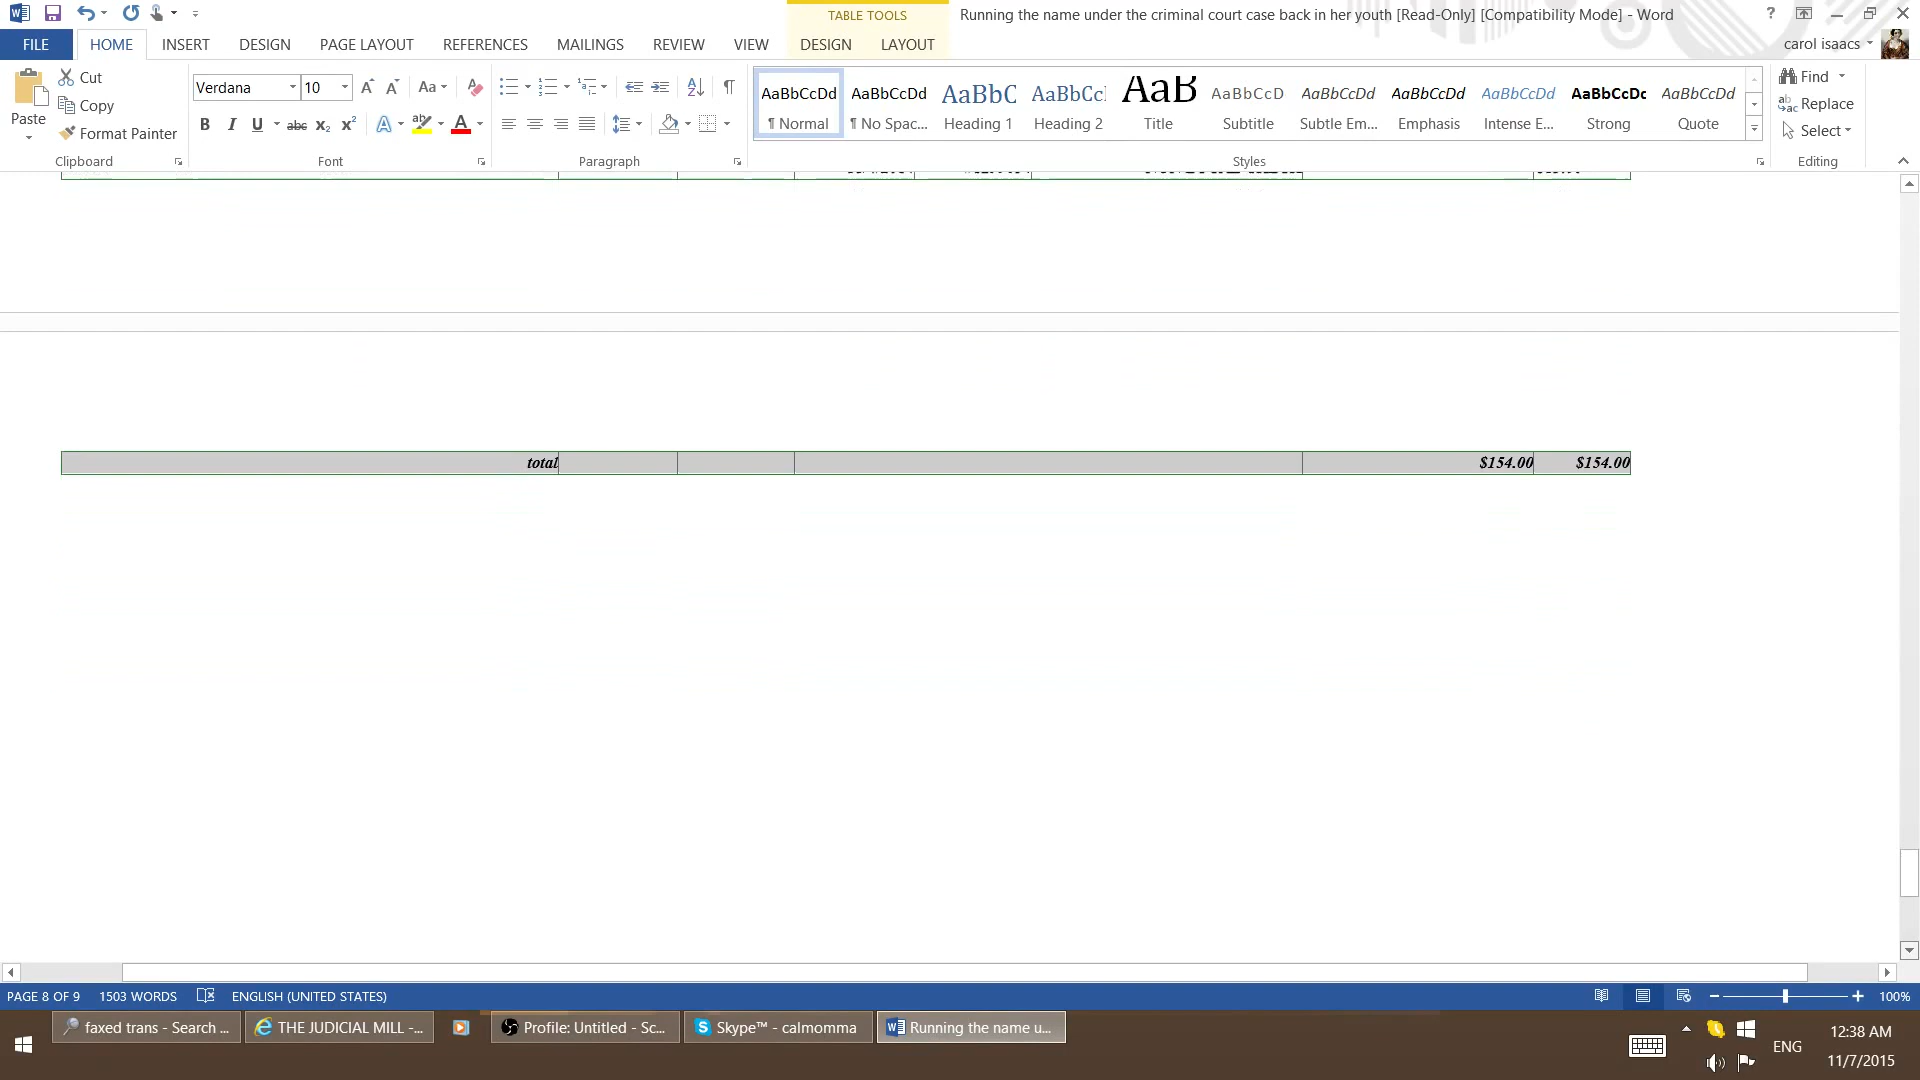 TABLE TOOLS
Running the name under the criminal court case back in her youth [Read-Only] [Compatibility Mode] - Word
?
FILE HOME INSERT DESIGN PAGE LAYOUT REFERENCES MAILINGS REVIEW VIEW DESIGN LAYOUT
carol isaacs
Paste
Cut
Copy
Format Painter
Clipboard
Verdana 10
Font
Paragraph
AaBbCcDd AaBbCcDd AaBbC AaBbCcI AaB AaBbCcD AaBbCcDd AaBbCcDd AaBbCcDd AaBbCcDc AaBbCcDd
¶ Normal ¶ No Spac... Heading 1 Heading 2 Title Subtitle Subtle Em... Emphasis Intense E... Strong Quote
Styles
Find
Replace
Select
Editing
total $154.00 $154.00
PAGE 8 OF 9 1503 WORDS ENGLISH (UNITED STATES)
100%
faxed trans - Search ...
THE JUDICIAL MILL -...
Profile: Untitled - Sc...
Skype™ - calmomma
Running the name u...
ENG
12:38 AM
11/7/2015